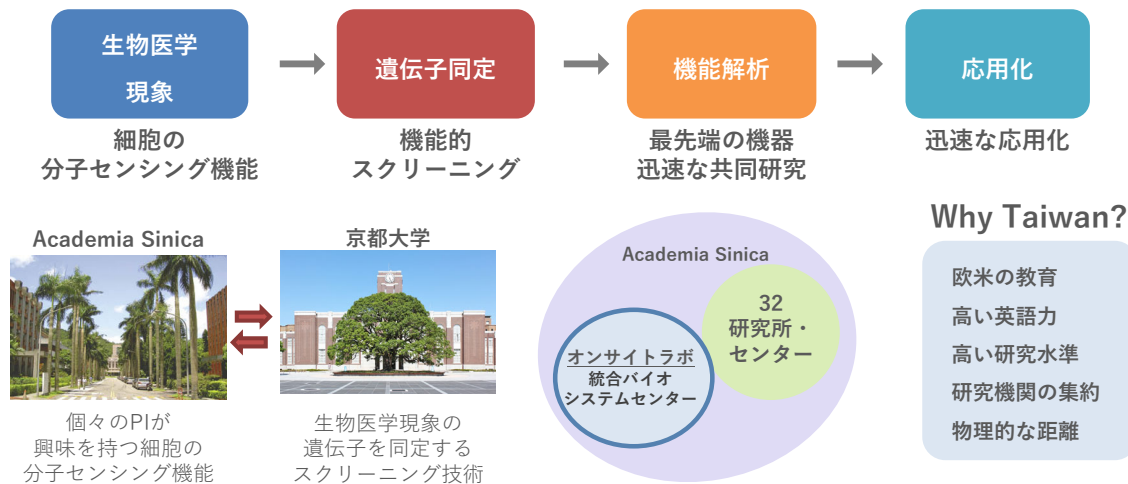 生物医学
現象
遺伝子同定
機能解析
応用化
細胞の
分子センシング機能
機能的
スクリーニング
最先端の機器
迅速な共同研究
迅速な応用化
Academia Sinica
個々のPIが
興味を持つ細胞の
分子センシング機能
京都大学
生物医学現象の
遺伝子を同定する
スクリーニング技術
Academia Sinica
32
研究所・
センター
オンサイトラボ
統合バイオ
システムセンター
Why Taiwan?
欧米の教育
高い英語力
高い研究水準
研究機関の集約
物理的な距離